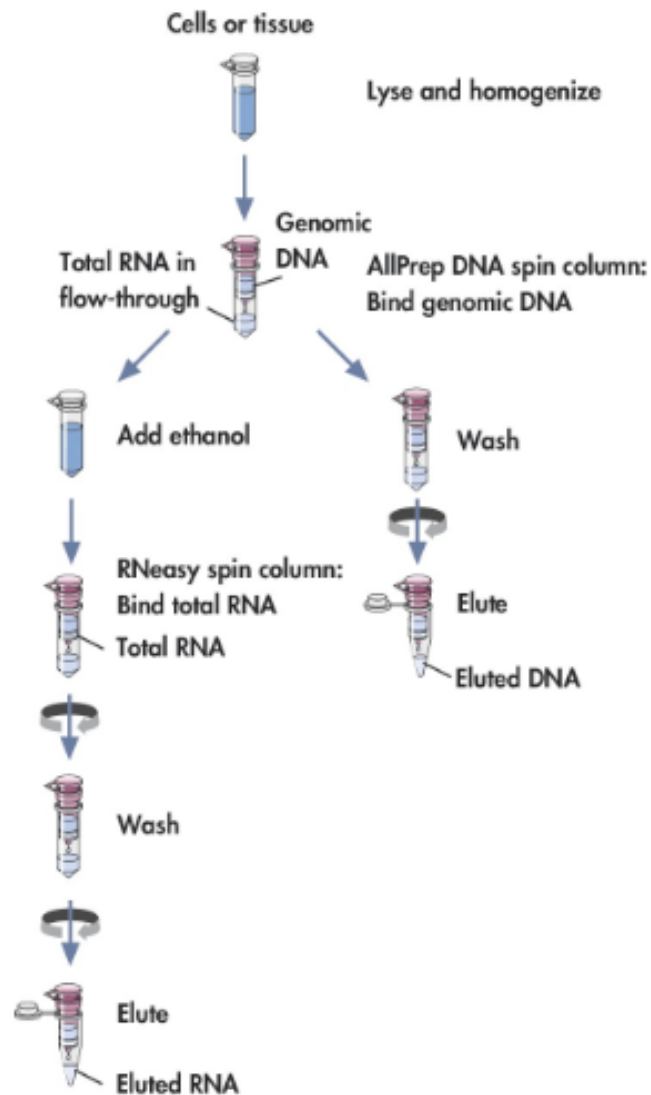 Cells or tissue
Lyse and homogenize
Genomic
DNA
Total RNA in
flow-through
AllPrep DNA spin column:
Bind genomic DNA
Add ethanol
Wash
RNeasy spin column:
Bind total RNA
Total RNA
Elute
Eluted DNA
Wash
Elute
Eluted RNA